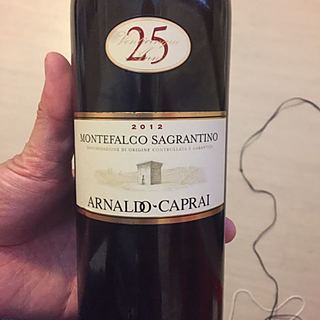 25
2012
MONTEFALCO SAGRANTINO
DENOMINAZIONE DI ORIGINE CONTROLLATA E GARANTITA
ARNALDO-CAPRAI